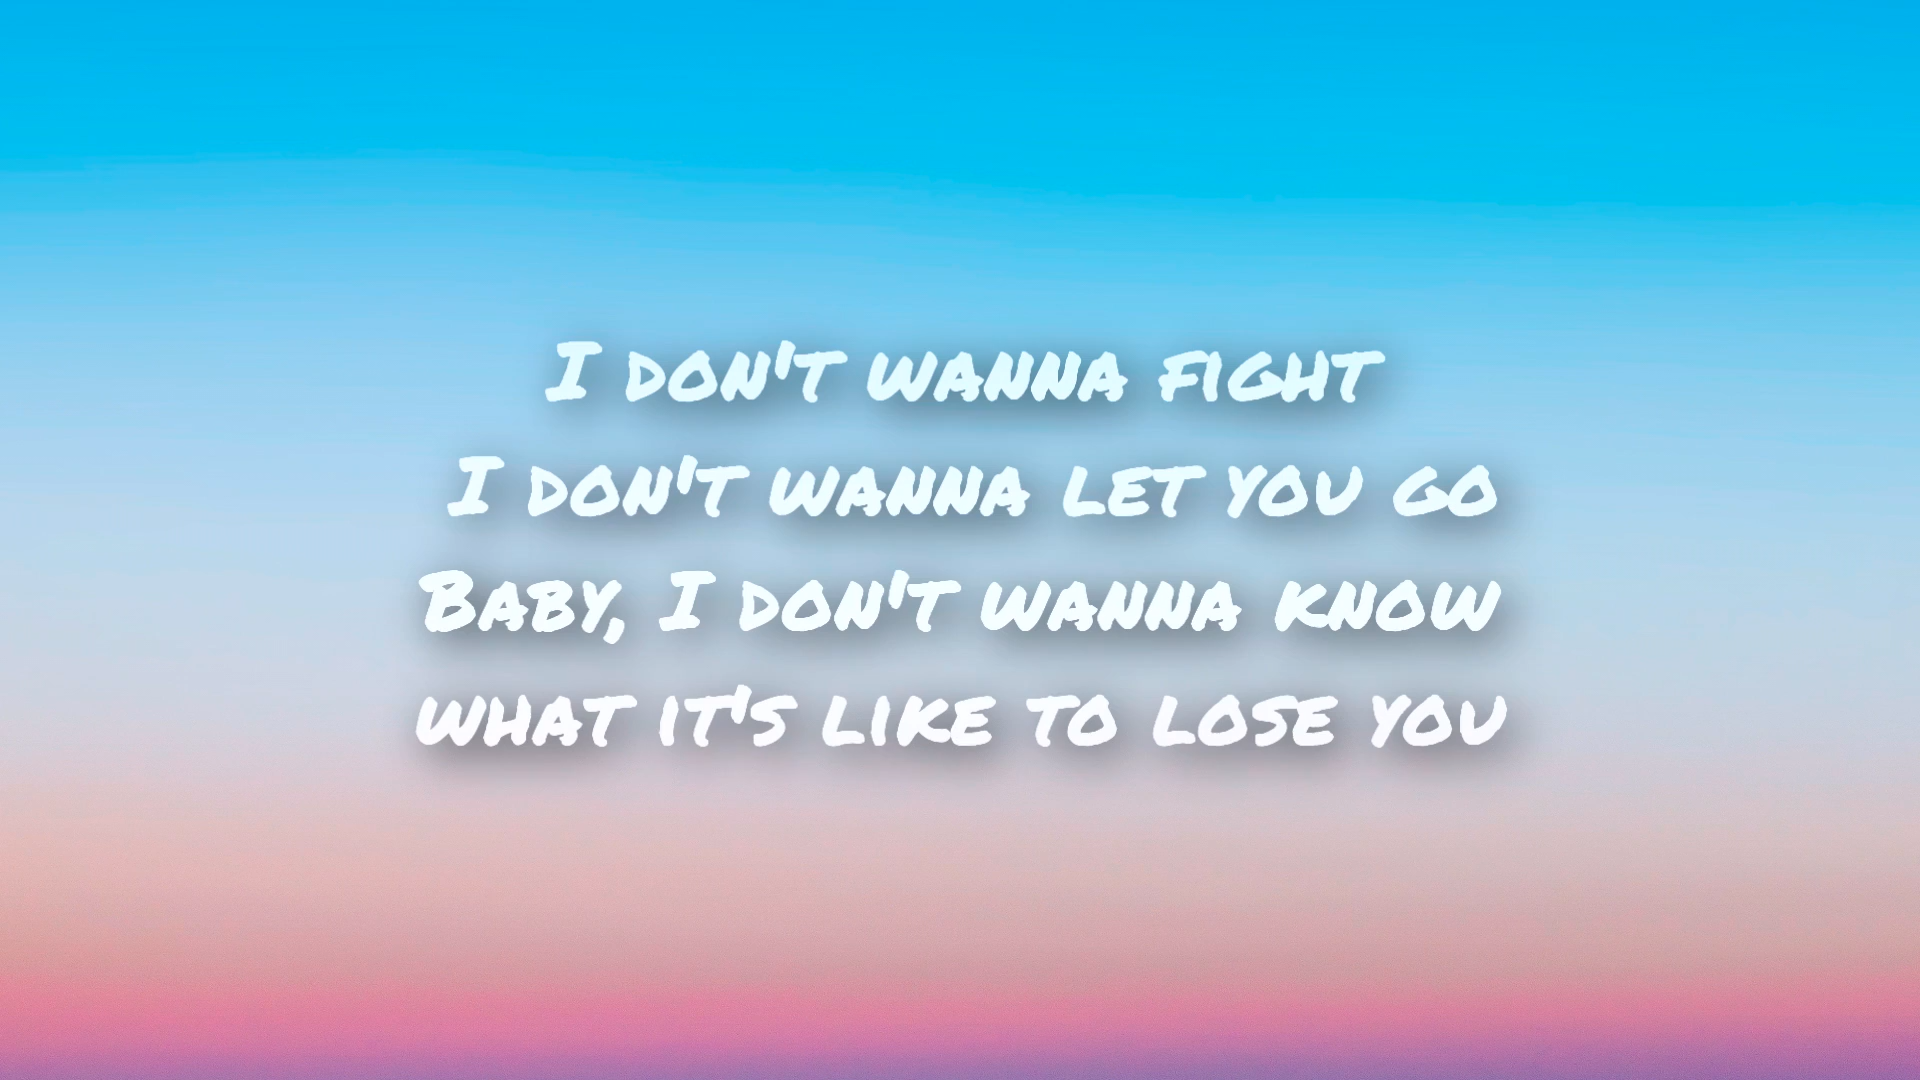 I don't wanna fight
I don't wanna let you go
Baby, I don't wanna know
what it's like to lose you